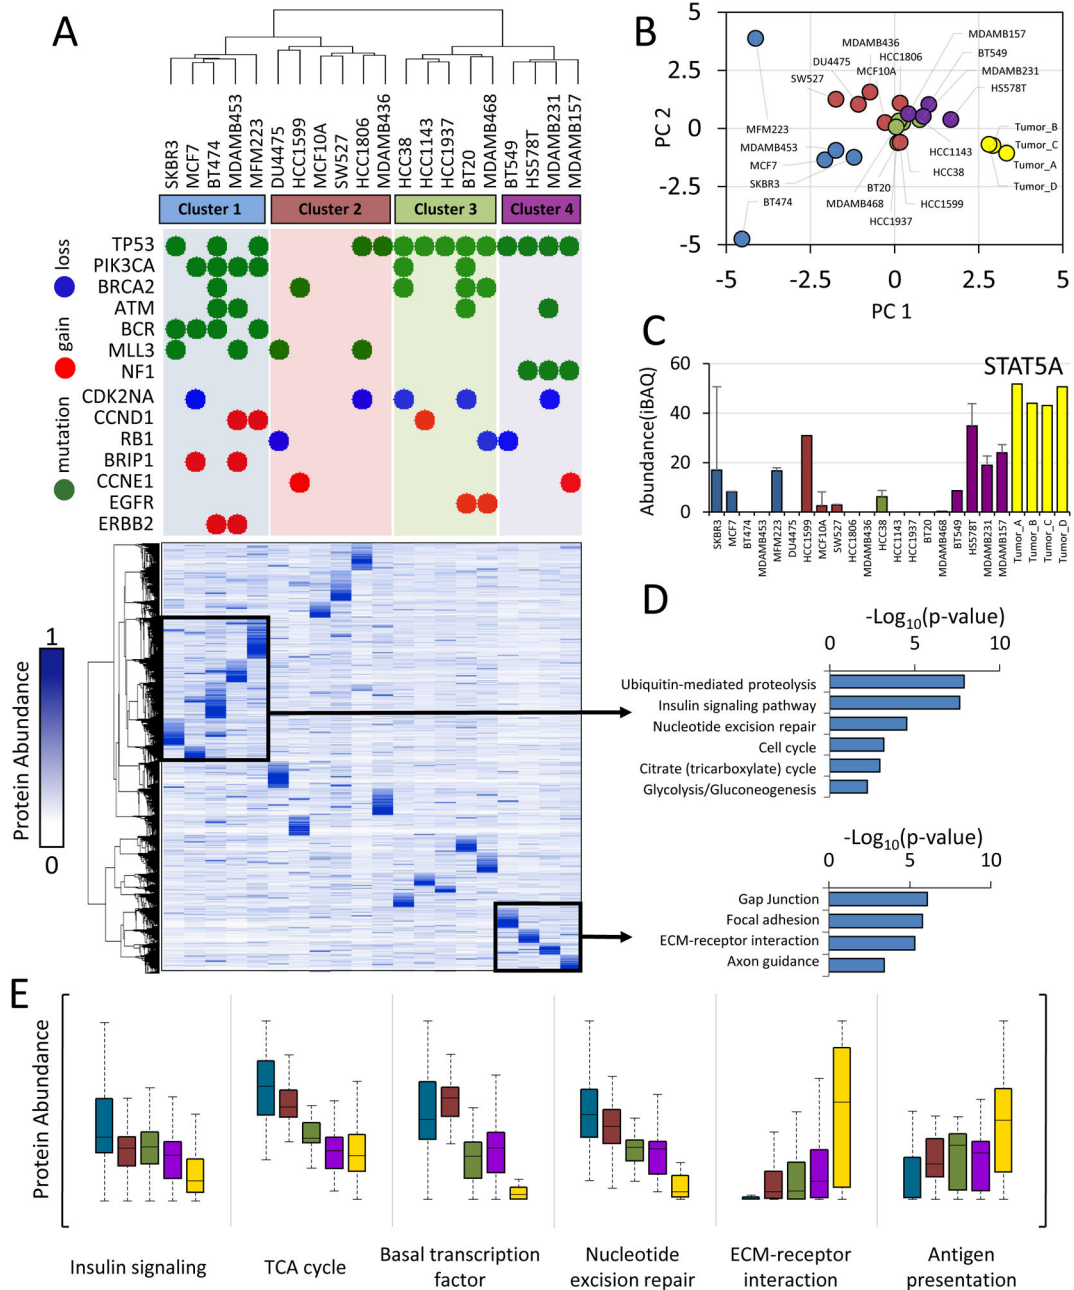 A
SKBR3
MCF7
BT474
MDAMB453
MFM223
DU4475
HCC1599
MCF10A
SW527
HCC1806
MDAMB436
HCC38
HCC1143
HCC1937
BT20
MDAMB468
BT549
HS578T
MDAMB231
MDAMB157
Cluster 1
Cluster 2
Cluster 3
Cluster 4
mutation
gain
loss
TP53
PIK3CA
BRCA2
ATM
BCR
MLL3
NF1
CDK2NA
CCND1
RB1
BRIP1
CCNE1
EGFR
ERBB2
Protein Abundance
1
0
B
PC 2
5
2.5
0
-2.5
-5
-5
-2.5
0.0
2.5
5
PC 1
MDAMB157
MDAMB436
BT549
DU4475
HCC1806
MCF10A
MDAMB231
SW527
HS578T
MFM223
Tumor_B
MDAMB453
Tumor_C
MCF7
HCC1143
Tumor_A
SKBR3
HCC38
BT20
Tumor_D
BT474
MDAMB468
HCC1599
HCC1937
C
STAT5A
Abundance(iBAQ)
60
40
20
0
SKBR3
MCF7
BT474
MDAMB453
MFM223
DU4475
HCC1599
MCF10A
SW527
HCC1806
MDAMB436
HCC38
HCC1143
HCC1937
BT20
MDAMB468
BT549
HS578T
MDAMB231
MDAMB157
Tumor_A
Tumor_B
Tumor_C
Tumor_D
D
-Log10(p-value)
0 5 10
Ubiquitin-mediated proteolysis
Insulin signaling pathway
Nucleotide excision repair
Cell cycle
Citrate (tricarboxylate) cycle
Glycolysis/Gluconeogenesis
-Log10(p-value)
0 5 10
Gap Junction
Focal adhesion
ECM-receptor interaction
Axon guidance
E
Protein Abundance
Insulin signaling
TCA cycle
Basal transcription
factor
Nucleotide
excision repair
ECM-receptor
interaction
Antigen
presentation